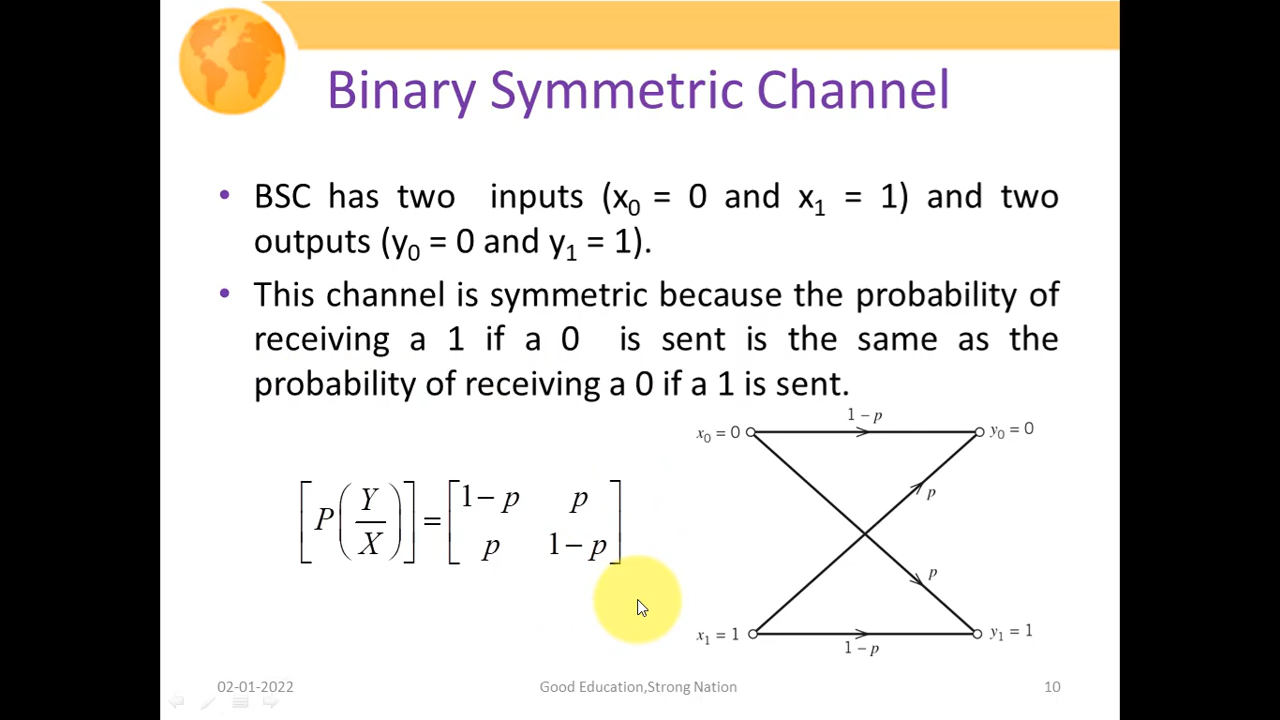 Binary Symmetric Channel
• BSC has two inputs (x₀ = 0 and x₁ = 1) and two
outputs (y₀ = 0 and y₁ = 1).
• This channel is symmetric because the probability of
receiving a 1 if a 0 is sent is the same as the
probability of receiving a 0 if a 1 is sent.
[P(Y/X)] = [1− p p
p 1− p]
1 − p
x₀ = 0
y₀ = 0
p
p
x₁ = 1
y₁ = 1
1 − p
02-01-2022
Good Education,Strong Nation
10